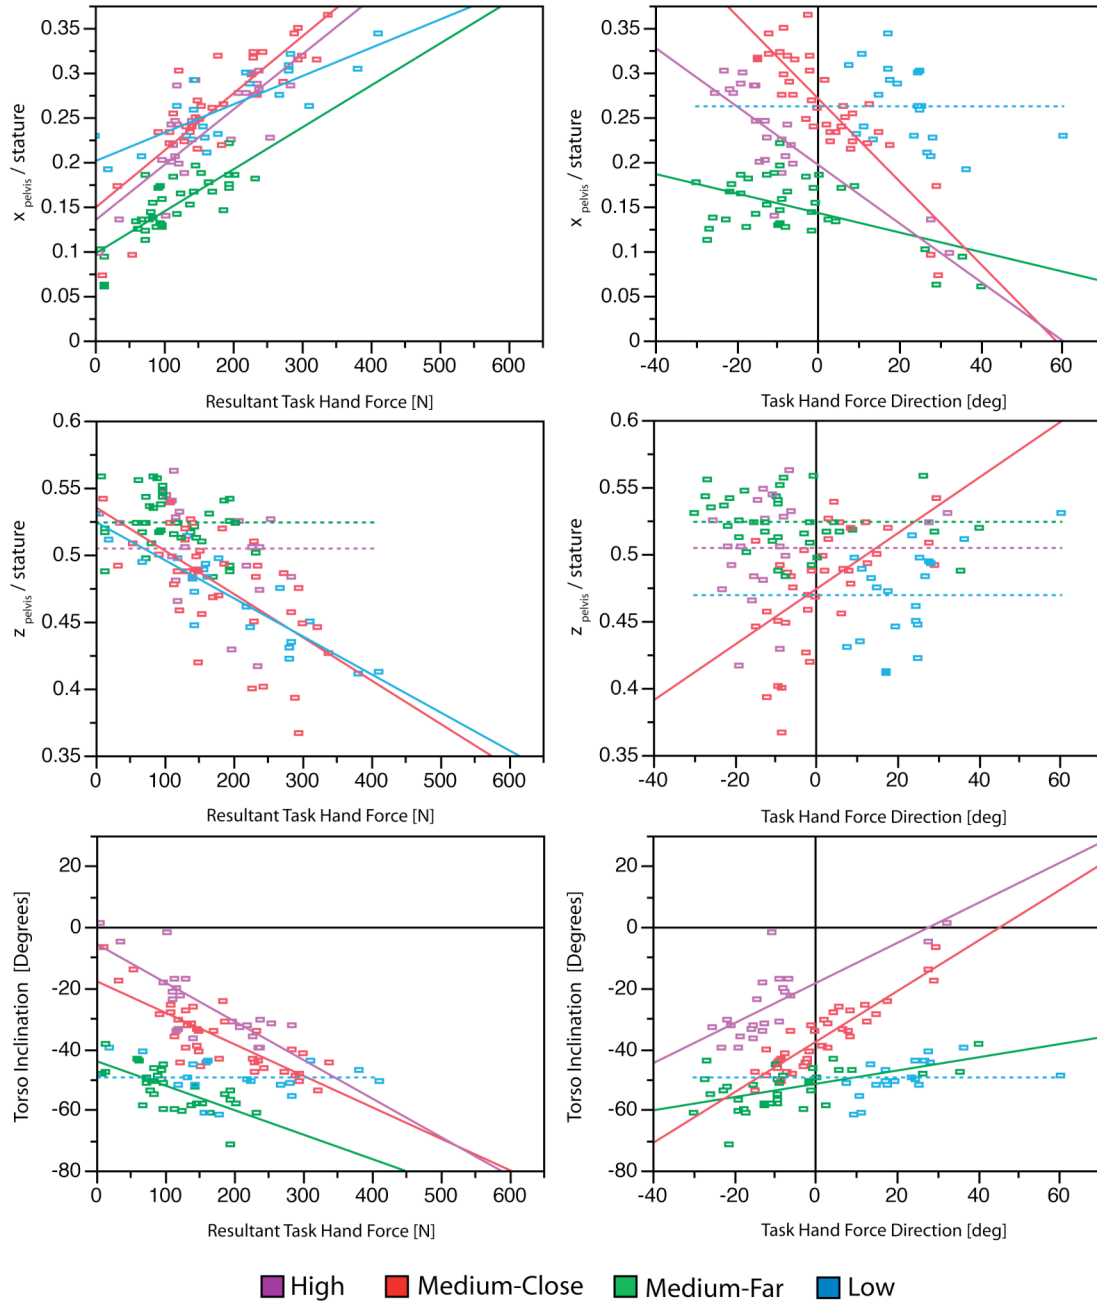 0.35
0.3
0.25
0.2
0.15
0.1
0.05
0
x pelvis / stature
0 100 200 300 400 500 600
Resultant Task Hand Force [N]
0.35
0.3
0.25
0.2
0.15
0.1
0.05
0
x pelvis / stature
-40 -20 0 20 40 60
Task Hand Force Direction [deg]
0.6
0.55
0.5
0.45
0.4
0.35
z pelvis / stature
0 100 200 300 400 500 600
Resultant Task Hand Force [N]
0.6
0.55
0.5
0.45
0.4
0.35
z pelvis / stature
-40 -20 0 20 40 60
Task Hand Force Direction [deg]
20
0
-20
-40
-60
-80
Torso Inclination [Degrees]
0 100 200 300 400 500 600
Resultant Task Hand Force [N]
20
0
-20
-40
-60
-80
Torso Inclination [Degrees]
-40 -20 0 20 40 60
Task Hand Force Direction [deg]
High Medium-Close Medium-Far Low